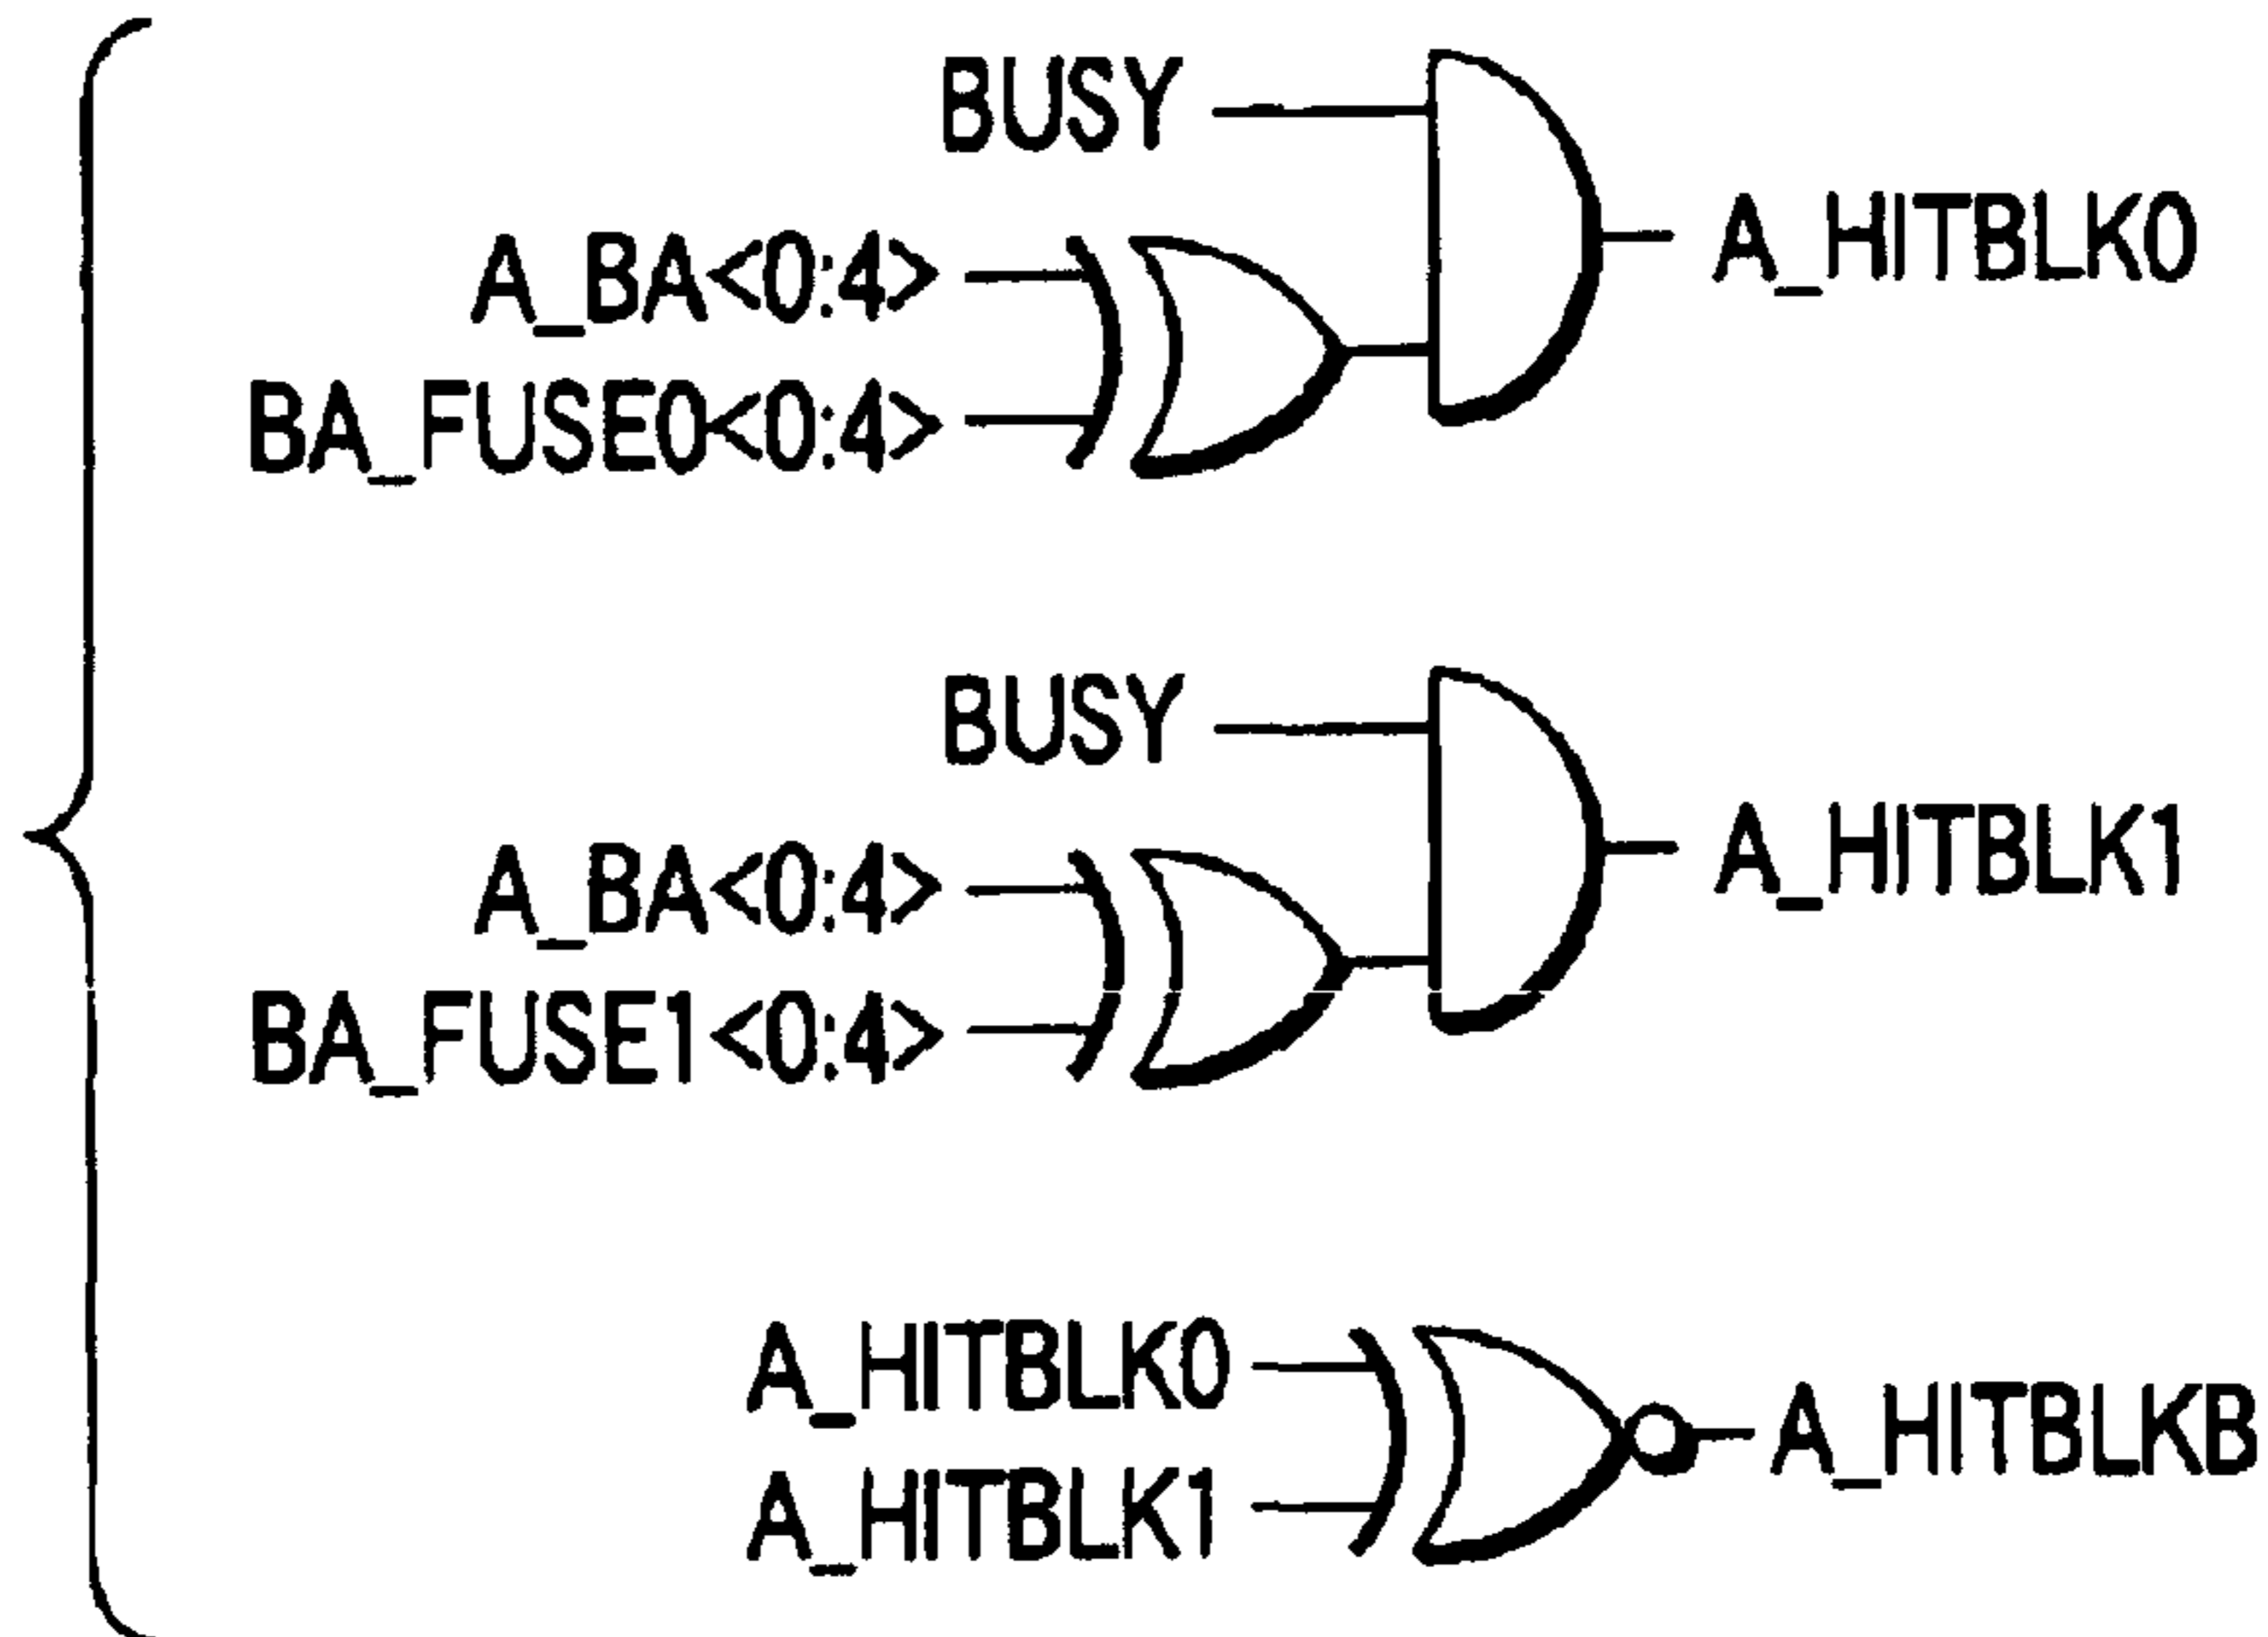 BUSY
A_HITBLK0
A_BA<0:4>
BA_FUSE0<0:4>
BUSY
A_HITBLK1
A_BA<0:4>
BA_FUSE1<0:4>
A_HITBLK0
A_HITBLKB
A_HITBLK1